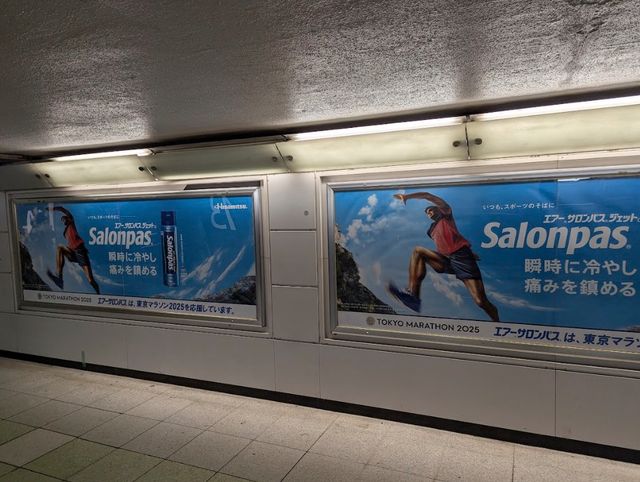 いつも、スポーツのそばに
エアー®サロンパス®ジェット®
Salonpas®
瞬時に冷やし
痛みを鎮める
Hisamitsu®
Salonpas
TOKYO MARATHON 2025
エアーサロンパスは、東京マラソン2025を応援しています。
いつも、スポーツのそばに
エアー®サロンパス®ジェット
Salonpas®
瞬時に冷やし
痛みを鎮める
TOKYO MARATHON 2025
エアーサロンパスは、東京マラ